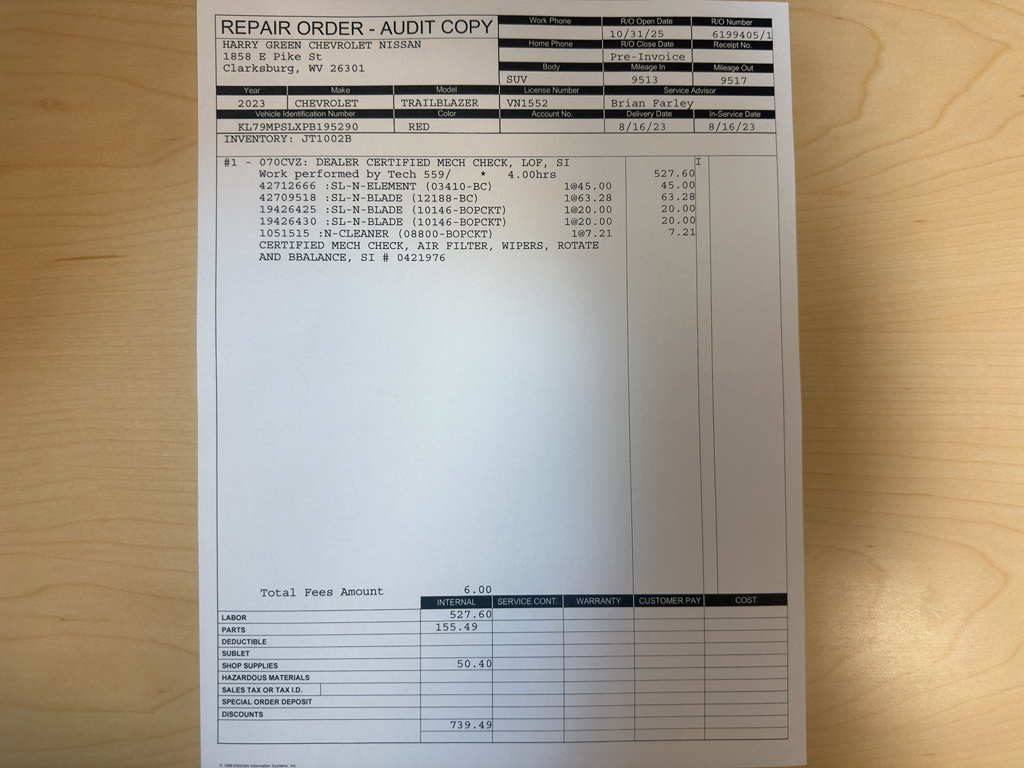 REPAIR ORDER - AUDIT COPY
HARRY GREEN CHEVROLET NISSAN
1858 E Pike St
Clarksburg, WV 26301
Work Phone R/O Open Date R/O Number
10/31/25 6199405/1
Home Phone R/O Close Date Receipt No.
Pre-Invoice
Body Mileage In Mileage Out
SUV 9513 9517
Year Make Model License Number Service Advisor
2023 CHEVROLET TRAILBLAZER VN1552 Brian Farley
Vehicle Identification Number Color Account No. Delivery Date In-Service Date
KL79MPSLXPB195290 RED 8/16/23 8/16/23
INVENTORY: JT1002B
#1 - 070CVZ: DEALER CERTIFIED MECH CHECK, LOF, SI I
Work performed by Tech 559/ * 4.00hrs 527.60
42712666 :SL-N-ELEMENT (03410-BC) 1@45.00 45.00
42709518 :SL-N-BLADE (12188-BC) 1@63.28 63.28
19426425 :SL-N-BLADE (10146-BOPCKT) 1@20.00 20.00
19426430 :SL-N-BLADE (10146-BOPCKT) 1@20.00 20.00
1051515 :N-CLEANER (08800-BOPCKT) 1@7.21 7.21
CERTIFIED MECH CHECK, AIR FILTER, WIPERS, ROTATE
AND BBALANCE, SI # 0421976
Total Fees Amount 6.00
INTERNAL SERVICE CONT. WARRANTY CUSTOMER PAY COST
LABOR 527.60
PARTS 155.49
DEDUCTIBLE
SUBLET
SHOP SUPPLIES 50.40
HAZARDOUS MATERIALS
SALES TAX OR TAX I.D.
SPECIAL ORDER DEPOSIT
DISCOUNTS
739.49
Information Systems, Inc